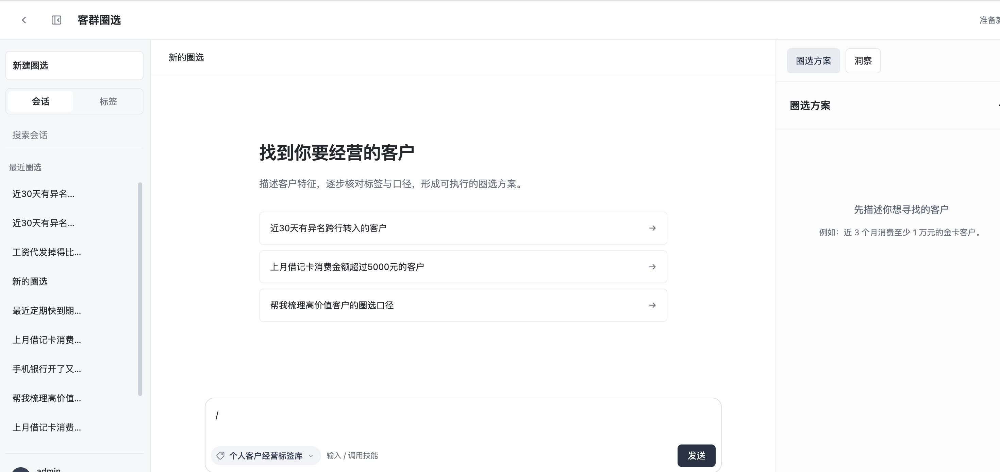 客群圈选
准备就
新建圈选
会话
标签
搜索会话
最近圈选
近30天有异名...
近30天有异名...
工资代发掉得比...
新的圈选
最近定期快到期...
上月借记卡消费...
手机银行开了又...
帮我梳理高价值...
上月借记卡消费...
admin
新的圈选
找到你要经营的客户
描述客户特征，逐步核对标签与口径，形成可执行的圈选方案。
近30天有异名跨行转入的客户
上月借记卡消费金额超过5000元的客户
帮我梳理高价值客户的圈选口径
/
个人客户经营标签库
输入 / 调用技能
发送
圈选方案
洞察
圈选方案
先描述你想寻找的客户
例如：近 3 个月消费至少 1 万元的金卡客户。